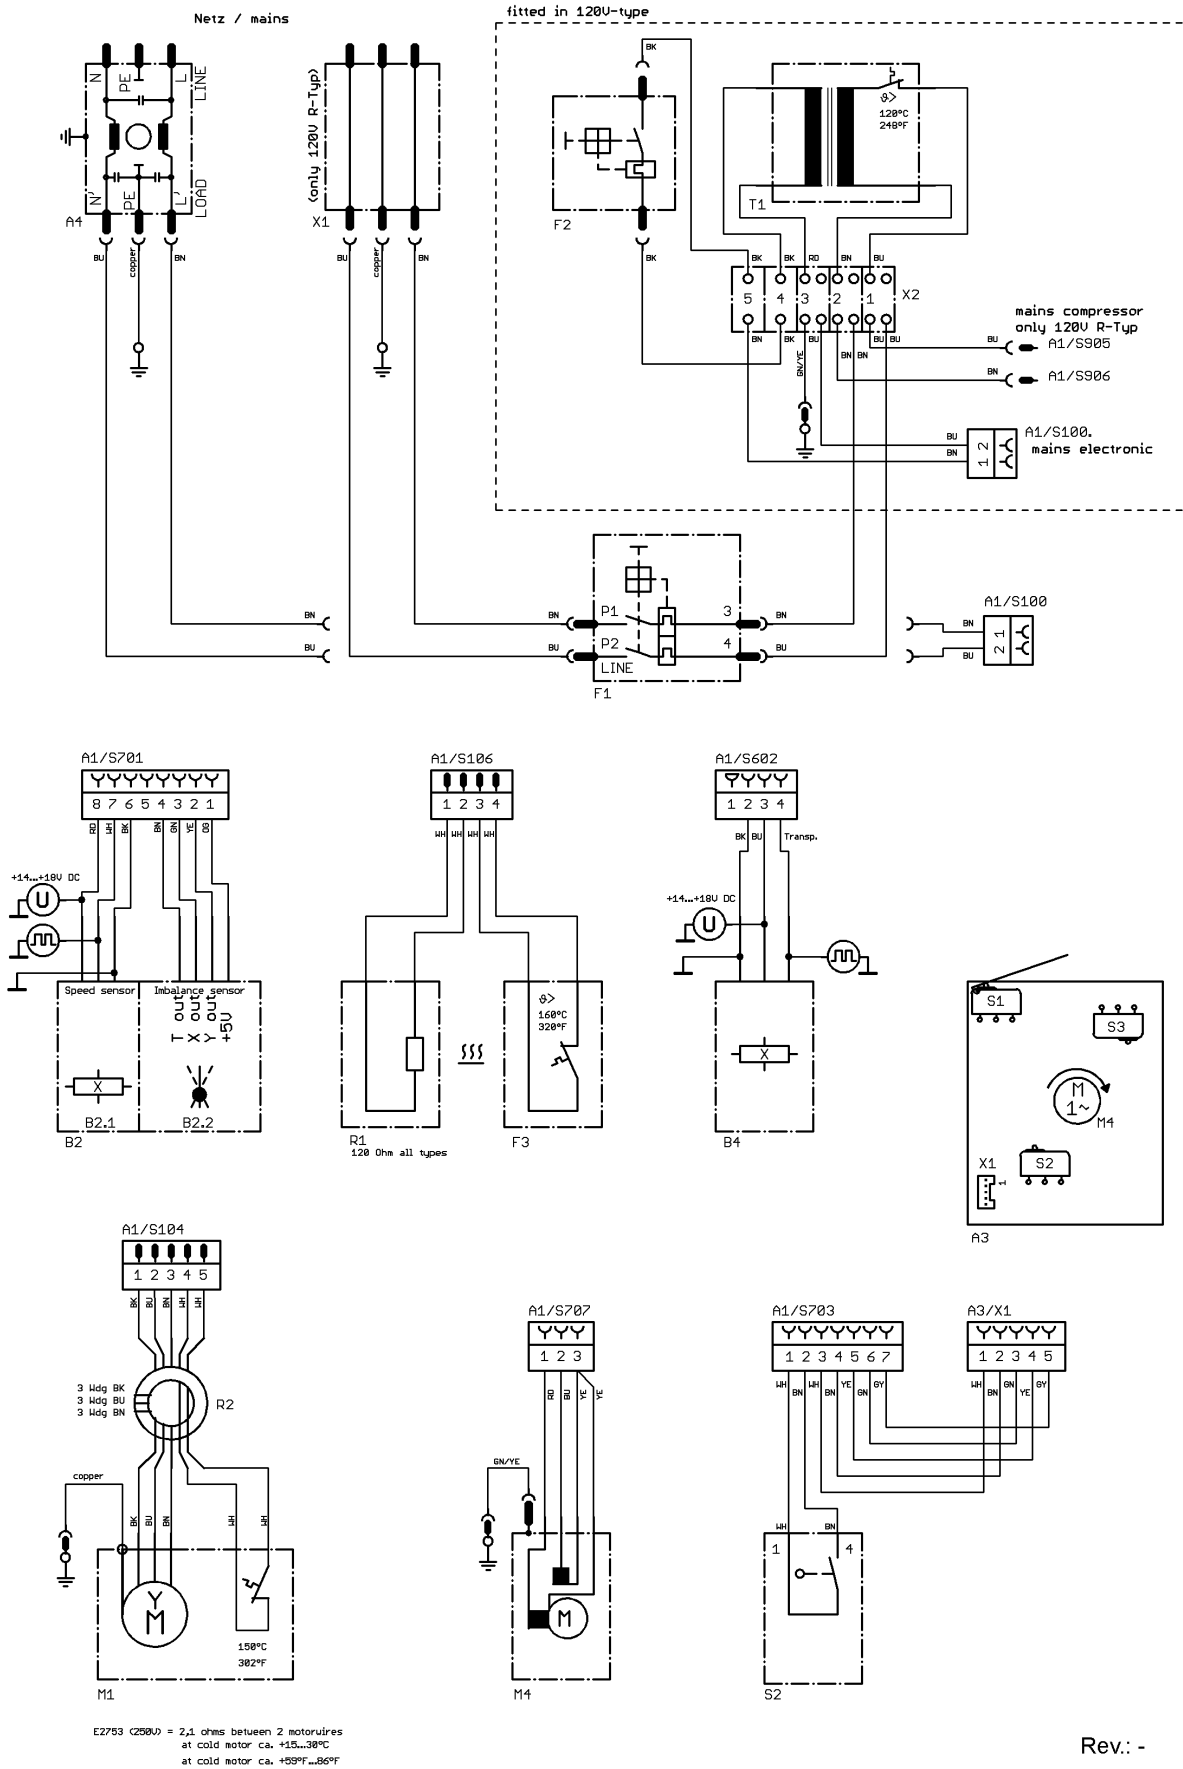 Netz / mains
fitted in 120V-type
N
PE
L
LINE
N'
PE
L'
LOAD
A4
BU
copper
BN
(only 120V R-Typ)
X1
BU
copper
BN
BK
F2
BK
ϑ>
120°C
248°F
T1
BK
BK
RD
BN
BU
5
4
3
2
1
X2
BN
BK
GN/YE
BU
BN
BN
BU
BU
mains compressor
only 120V R-Typ
BU
A1/S905
BN
A1/S906
BU
BN
2
1
A1/S100.
mains electronic
BN
BU
BN
BU
P1
P2
LINE
3
4
F1
BN
BU
A1/S100
BN
BU
1
2
A1/S701
8 7 6 5 4 3 2 1
RD
WH
BK
BN
GN
YE
OG
+14...+18V DC
U
Speed sensor
Imbalance sensor
T out
X out
Y out
+5V
X
B2.1
B2.2
B2
A1/S106
1 2 3 4
WH WH WH WH
R1
120 Ohm all types
ϑ>
160°C
320°F
F3
A1/S602
1 2 3 4
BK BU
Transp.
+14...+18V DC
U
X
B4
S1
S3
M
1~
M4
X1
1
S2
A3
A1/S104
1 2 3 4 5
BK
BU
BN
WH
WH
3 Wdg BK
3 Wdg BU
3 Wdg BN
R2
copper
BK
BU
BN
WH
WH
Y
M
150°C
302°F
M1
A1/S707
1 2 3
RD
BU
YE
YE
GN/YE
M
M4
A1/S703
1 2 3 4 5 6 7
WH
BN
WH
BN
YE
GN
GY
A3/X1
1 2 3 4 5
WH
BN
GN
YE
GY
WH
BN
1
4
S2
E2753 (250V) = 2,1 ohms between 2 motorwires
at cold motor ca. +15...30°C
at cold motor ca. +59°F...86°F
Rev.: -